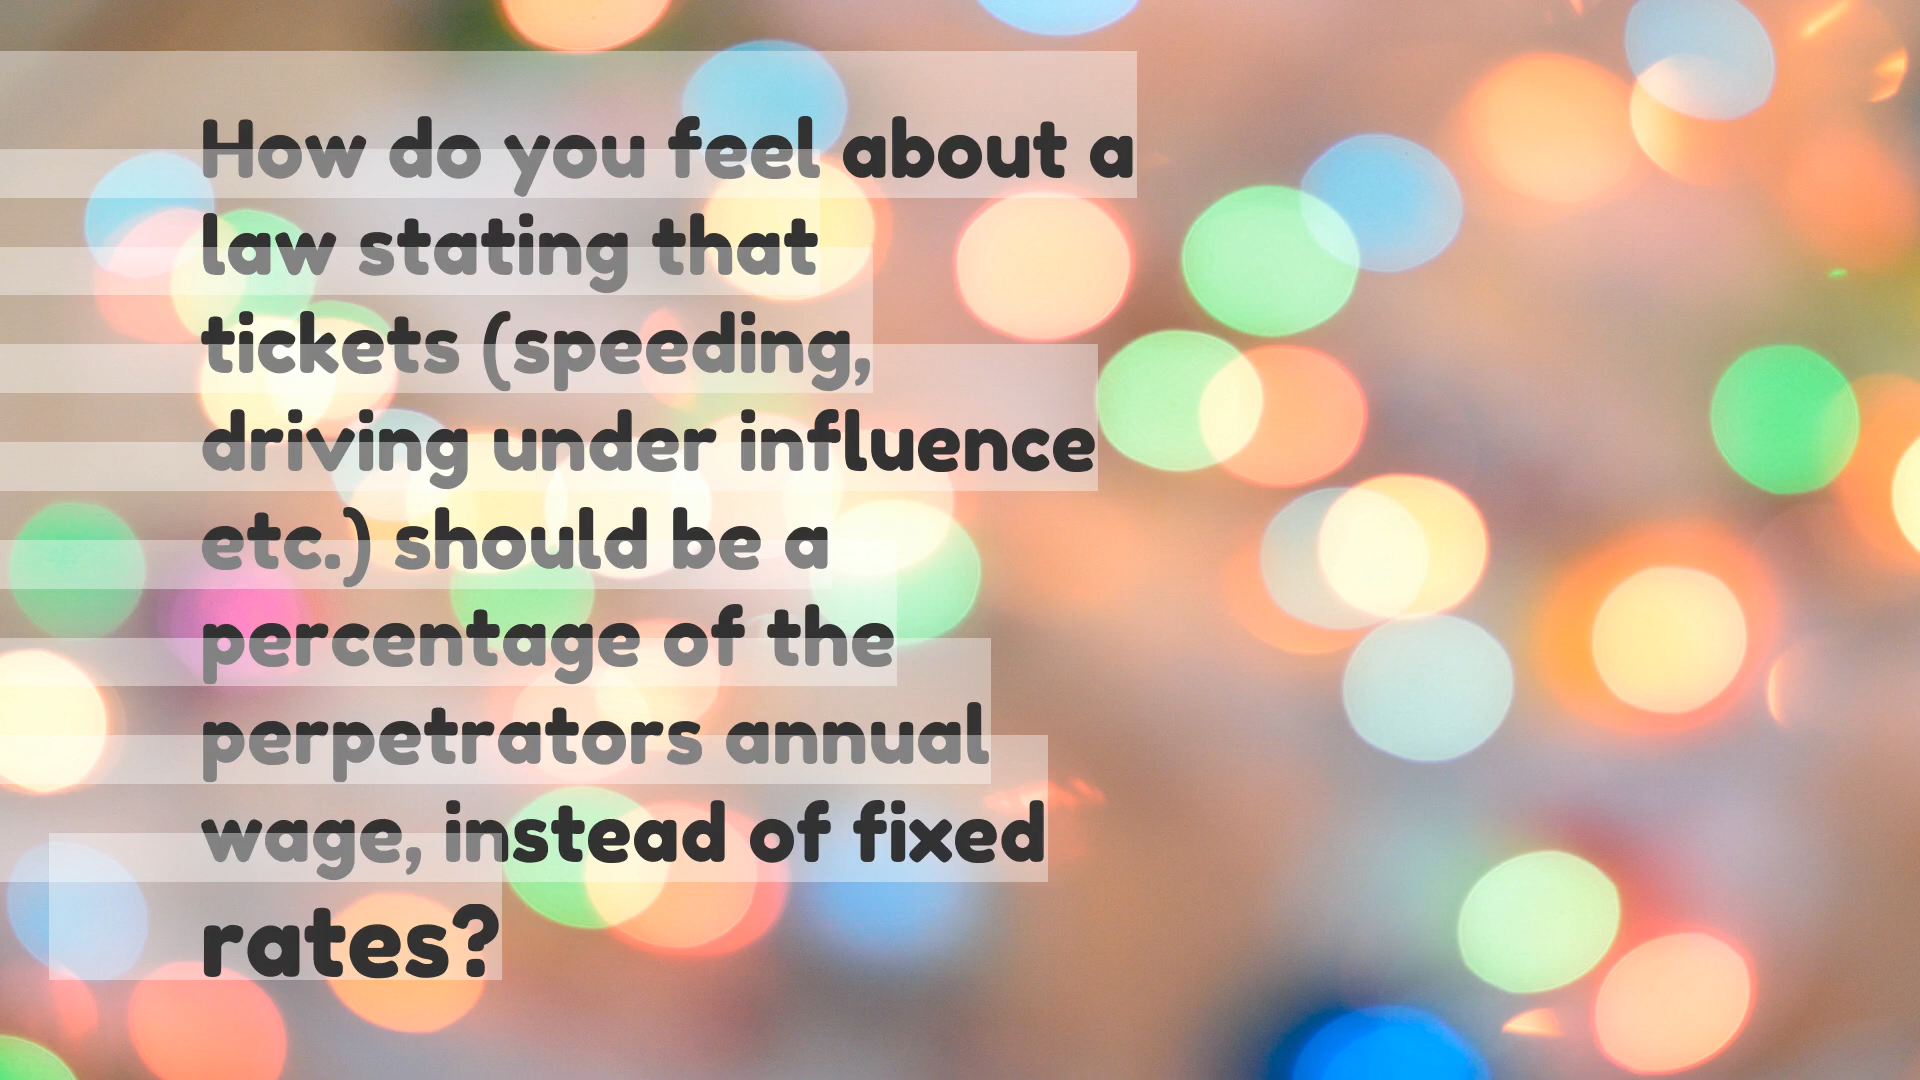 How do you feel about a
law stating that
tickets (speeding,
driving under influence
etc.) should be a
percentage of the
perpetrators annual
wage, instead of fixed
rates?